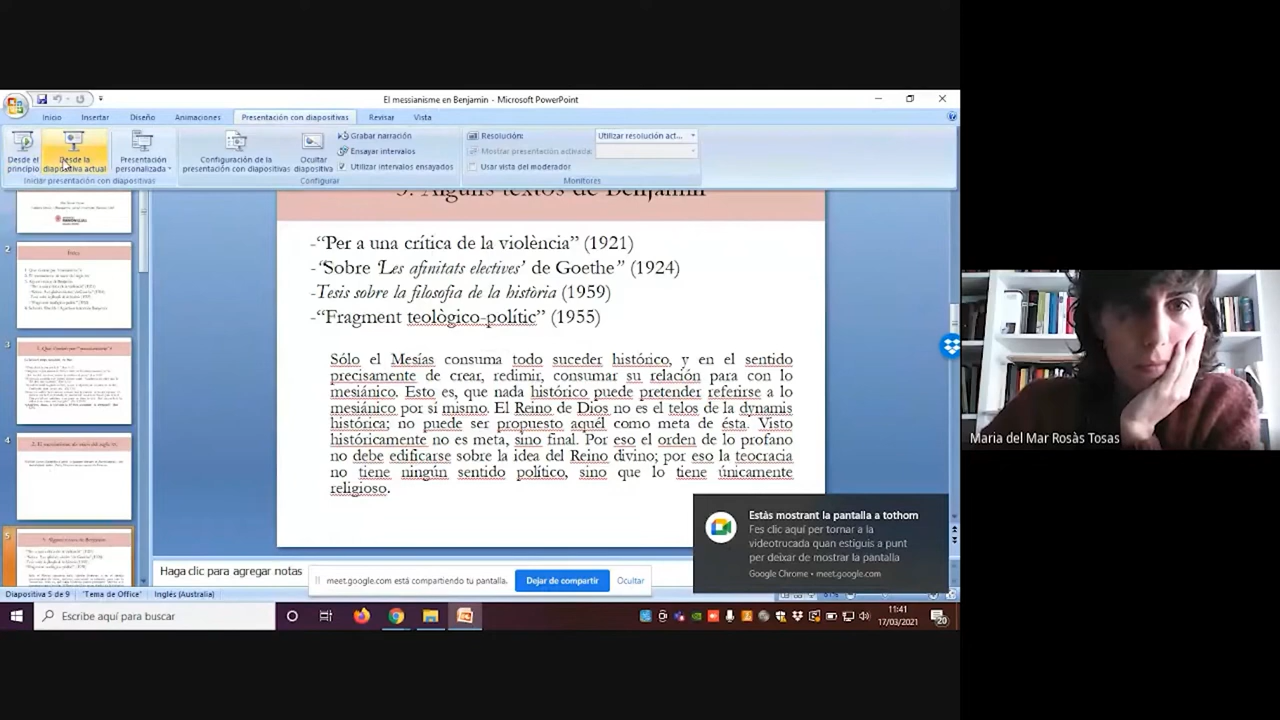 El messianisme en Benjamin - Microsoft PowerPoint
Inicio Insertar Diseño Animaciones Presentación con diapositivas Revisar Vista
Desde el principio
Desde la diapositiva actual
Presentación personalizada
Iniciar presentación con diapositivas
Configuración de la presentación con diapositivas
Ocultar diapositiva
Grabar narración
Ensayar intervalos
Utilizar intervalos ensayados
Configurar
Resolución: Utilizar resolución act...
Mostrar presentación activada:
Usar vista del moderador
Monitores
2
3
4
5
3. Alguns textos de Benjamin
-“Per a una crítica de la violència” (1921)
-“Sobre ‘Les afinitats electives’ de Goethe” (1924)
-Tesis sobre la filosofia de la història (1959)
-“Fragment teològico-polític” (1955)
Sólo el Mesías consuma todo suceder histórico, y en el sentido
precisamente de crear, redimir, consumar su relación para con lo
mesiánico. Esto es, que nada histórico puede pretender referirse a lo
mesiánico por sí mismo. El Reino de Dios no es el telos de la dynamis
histórica; no puede ser propuesto aquél como meta de ésta. Visto
históricamente no es meta, sino final. Por eso el orden de lo profano
no debe edificarse sobre la idea del Reino divino; por eso la teocracia
no tiene ningún sentido político, sino que lo tiene únicamente
religioso.
Maria del Mar Rosàs Tosas
Estàs mostrant la pantalla a tothom
Fes clic aquí per tornar a la
videotrucada quan estiguis a punt
per deixar de mostrar la pantalla
Google Chrome • meet.google.com
Haga clic para agregar notas
meet.google.com está compartiendo tu pantalla. Dejar de compartir Ocultar
Diapositiva 5 de 9 "Tema de Office" Inglés (Australia)
Escribe aquí para buscar
11:41
17/03/2021
20